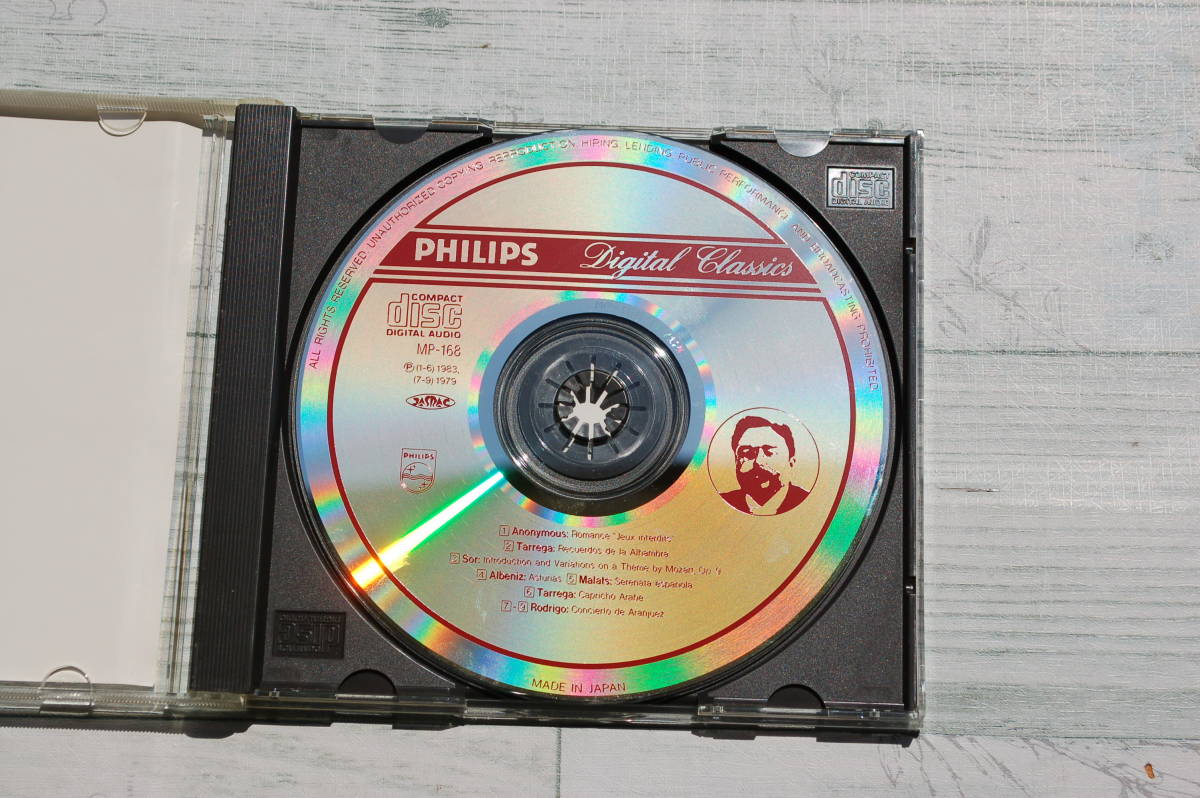 ALL RIGHTS RESERVED. UNAUTHORIZED COPYING, REPRODUCTION, HIRING, LENDING, PUBLIC PERFORMANCE AND BROADCASTING PROHIBITED
COMPACT
disc
DIGITAL AUDIO
PHILIPS Digital Classics
COMPACT
disc
DIGITAL AUDIO
MP-168
Ⓟ(1-6) 1983,
(7-9) 1979
JASRAC
PHILIPS
1 Anonymous: Romance "Jeux interdits"
2 Tarrega: Recuerdos de la Alhambra
3 Sor: Introduction and Variations on a Theme by Mozart, Op. 9
4 Albeniz: Asturias 5 Malats: Serenata espanola
6 Tarrega: Capricho Arabe
7-9 Rodrigo: Concierto de Aranjuez
MADE IN JAPAN